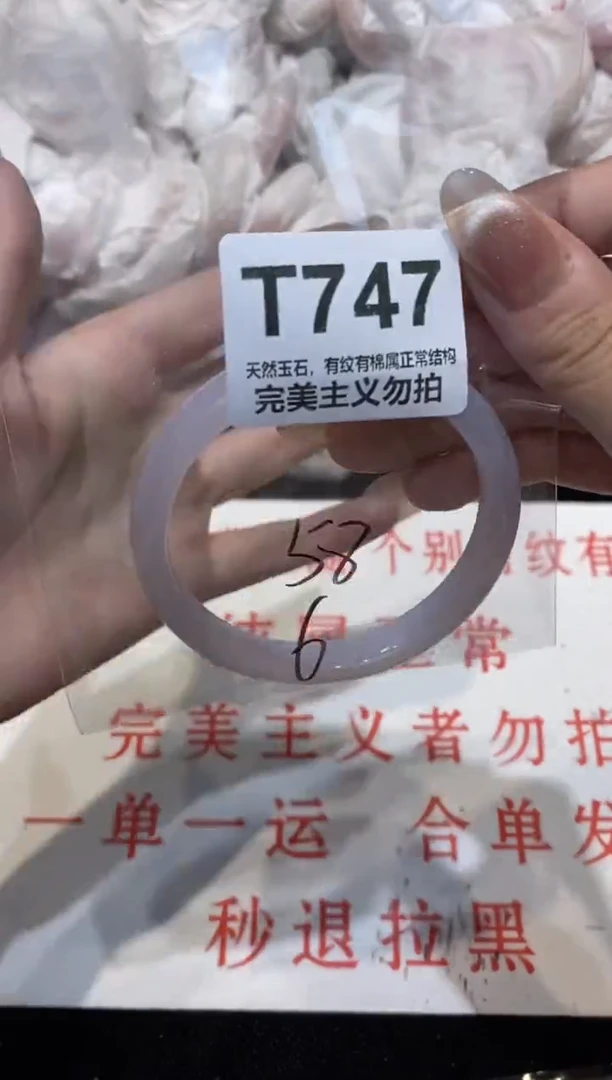 T747
天然玉石，有纹有棉属正常结构
完美主义勿拍
58
6
个别 纹有
正常
完美主义者勿拍
一单一运 合单发
秒退拉黑